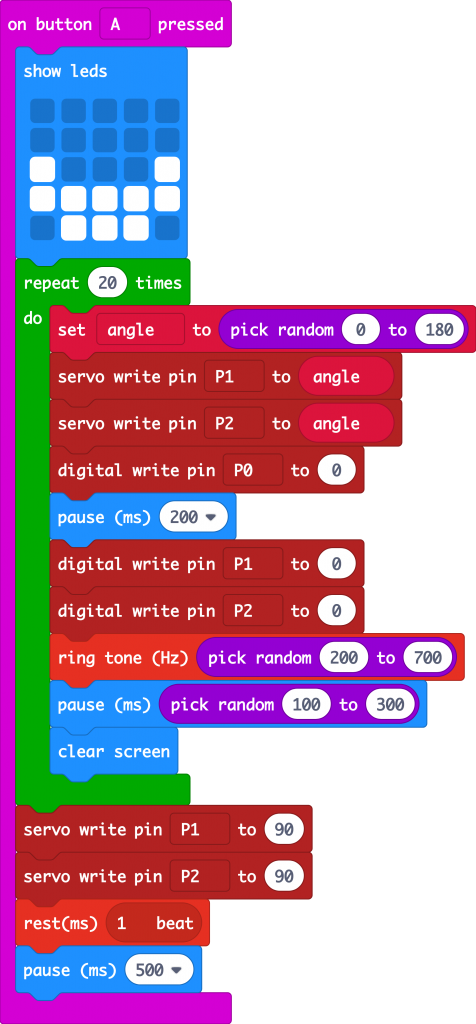 on button A pressed
show leds
repeat 20 times
do
set angle to pick random 0 to 180
servo write pin P1 to angle
servo write pin P2 to angle
digital write pin P0 to 0
pause (ms) 200
digital write pin P1 to 0
digital write pin P2 to 0
ring tone (Hz) pick random 200 to 700
pause (ms) pick random 100 to 300
clear screen
servo write pin P1 to 90
servo write pin P2 to 90
rest(ms) 1 beat
pause (ms) 500